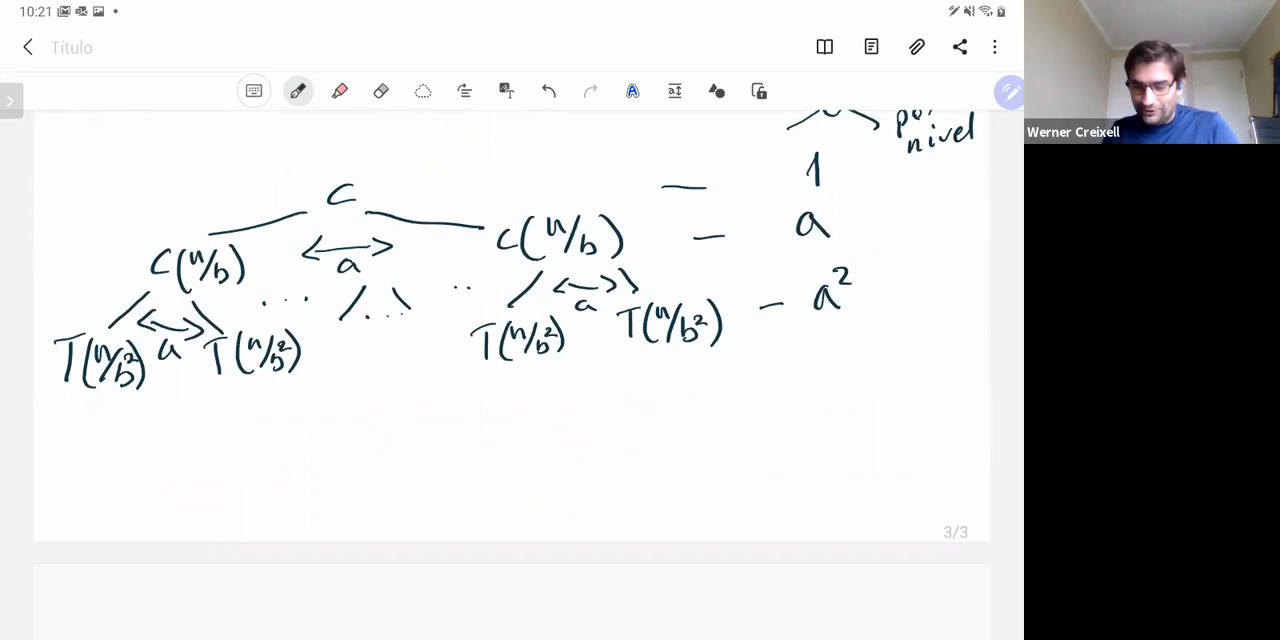 10:21
Título
Werner Creixell
nivel
C — 1
C(n/b) ↔ a C(n/b) — a
... /...\ .. a
T(n/b²) a T(n/b²) T(n/b²) T(n/b²) — a²
3/3